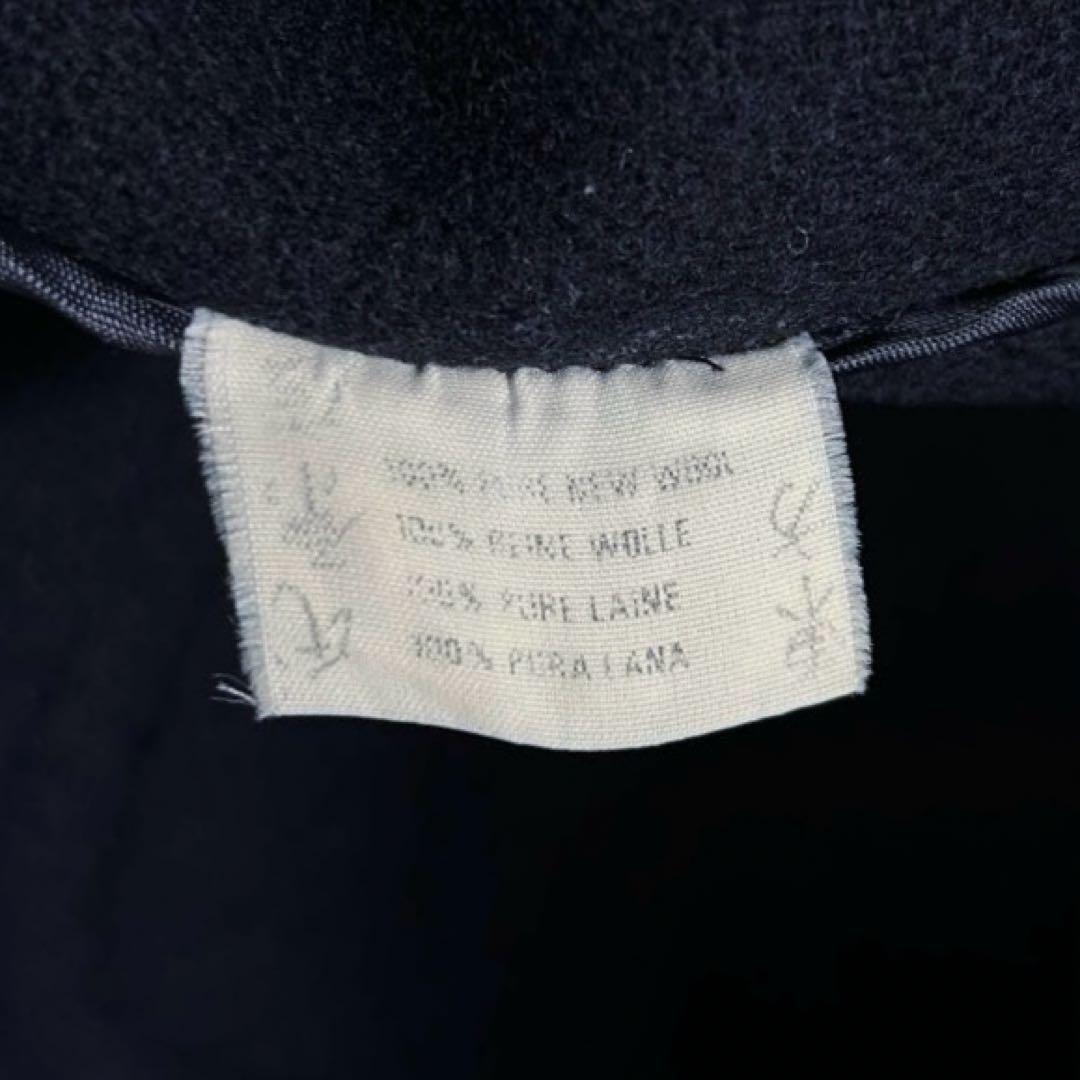 100% PURE NEW WOOL
100% REINE WOLLE
100% PURE LAINE
100% PURA LANA